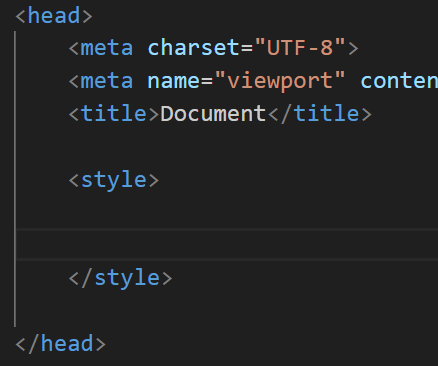 <head>
<meta charset="UTF-8">
<meta name="viewport" conten
<title>Document</title>
<style>
</style>
</head>